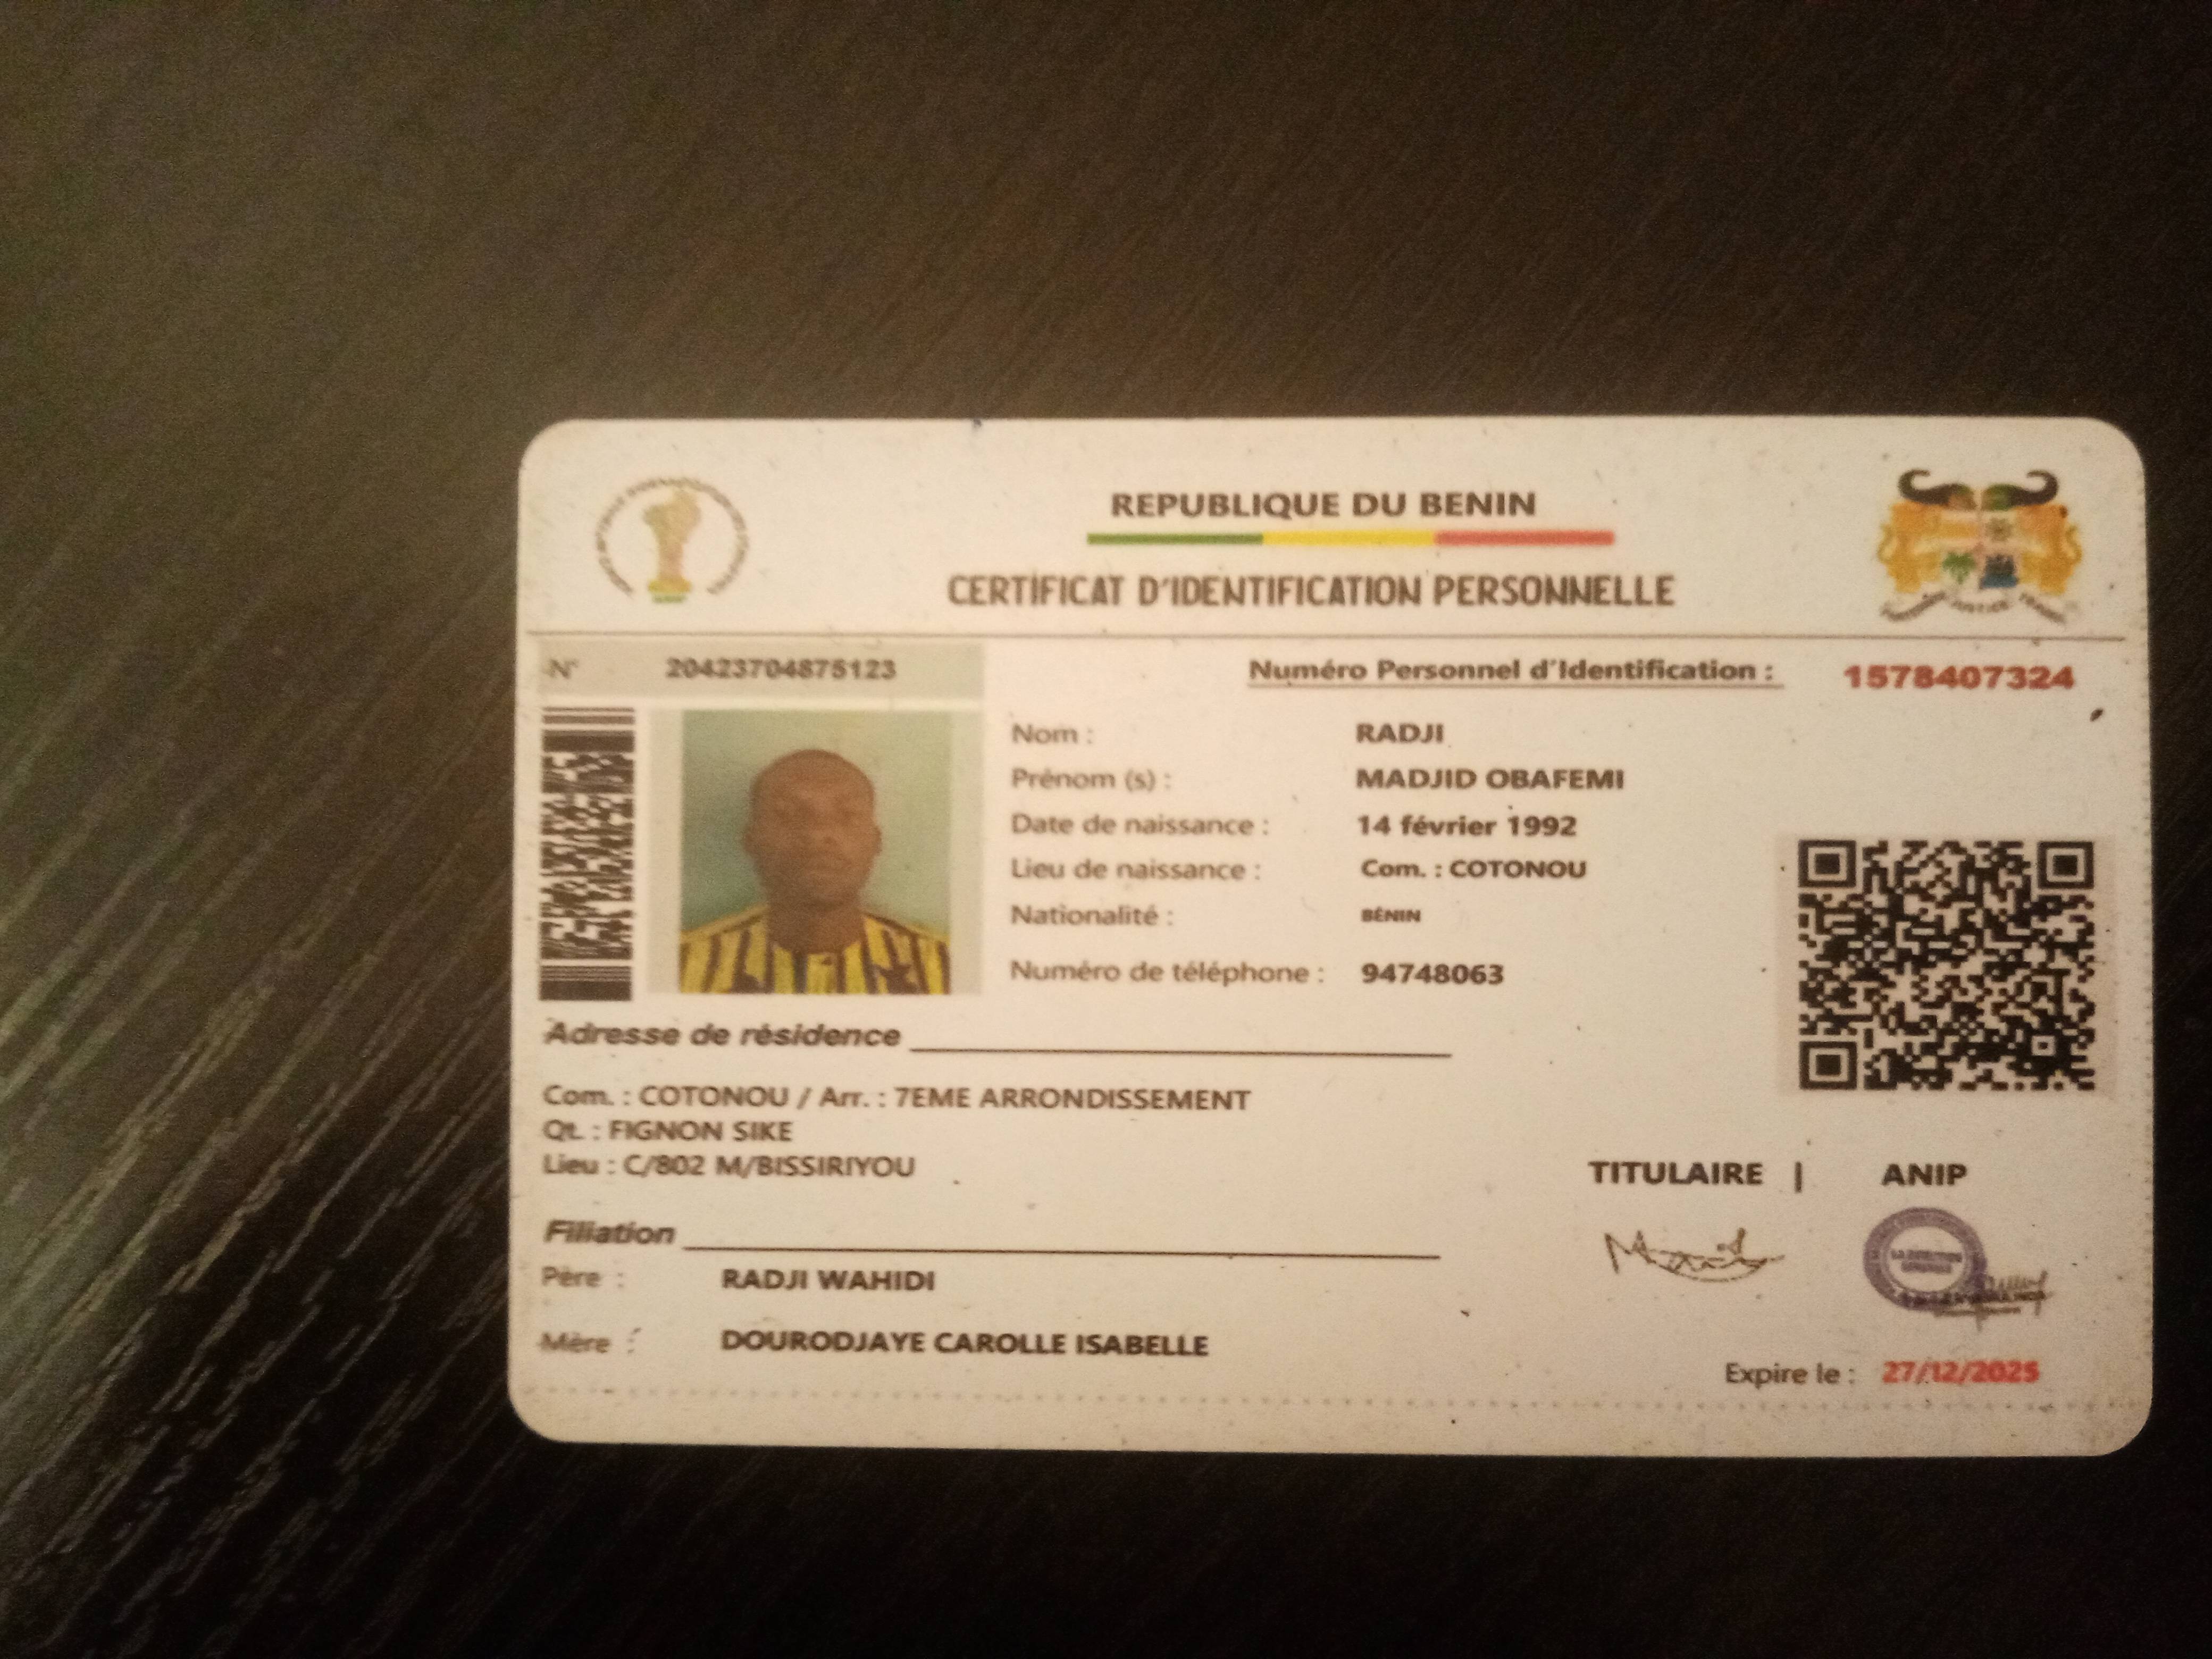 REPUBLIQUE DU BENIN
CERTIFICAT D'IDENTIFICATION PERSONNELLE
N° 20423704875123
Numéro Personnel d'Identification : 1578407324
Nom : RADJI
Prénom (s) : MADJID OBAFEMI
Date de naissance : 14 février 1992
Lieu de naissance : Com. : COTONOU
Nationalité : BÉNIN
Numéro de téléphone : 94748063
Adresse de résidence
Com. : COTONOU / Arr. : 7EME ARRONDISSEMENT
Qt. : FIGNON SIKE
Lieu : C/802 M/BISSIRIYOU
TITULAIRE | ANIP
Filiation
Père : RADJI WAHIDI
Mère : DOURODJAYE CAROLLE ISABELLE
Expire le : 27/12/2025